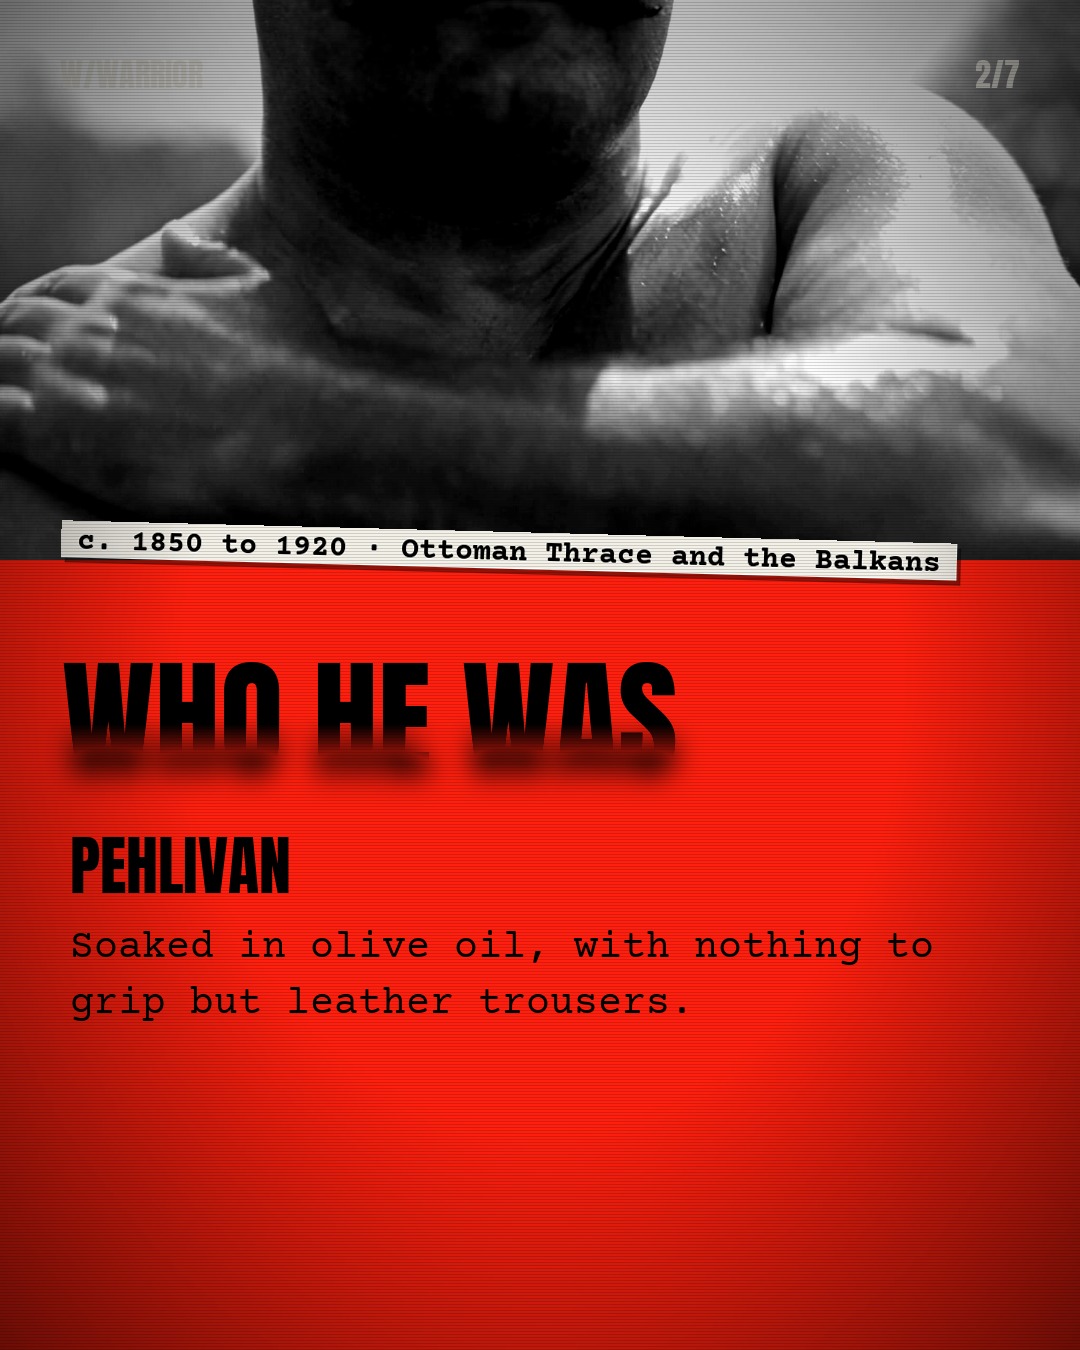 W/WARRIOR
2/7
c. 1850 to 1920 · Ottoman Thrace and the Balkans
WHO HE WAS
PEHLIVAN
Soaked in olive oil, with nothing to
grip but leather trousers.